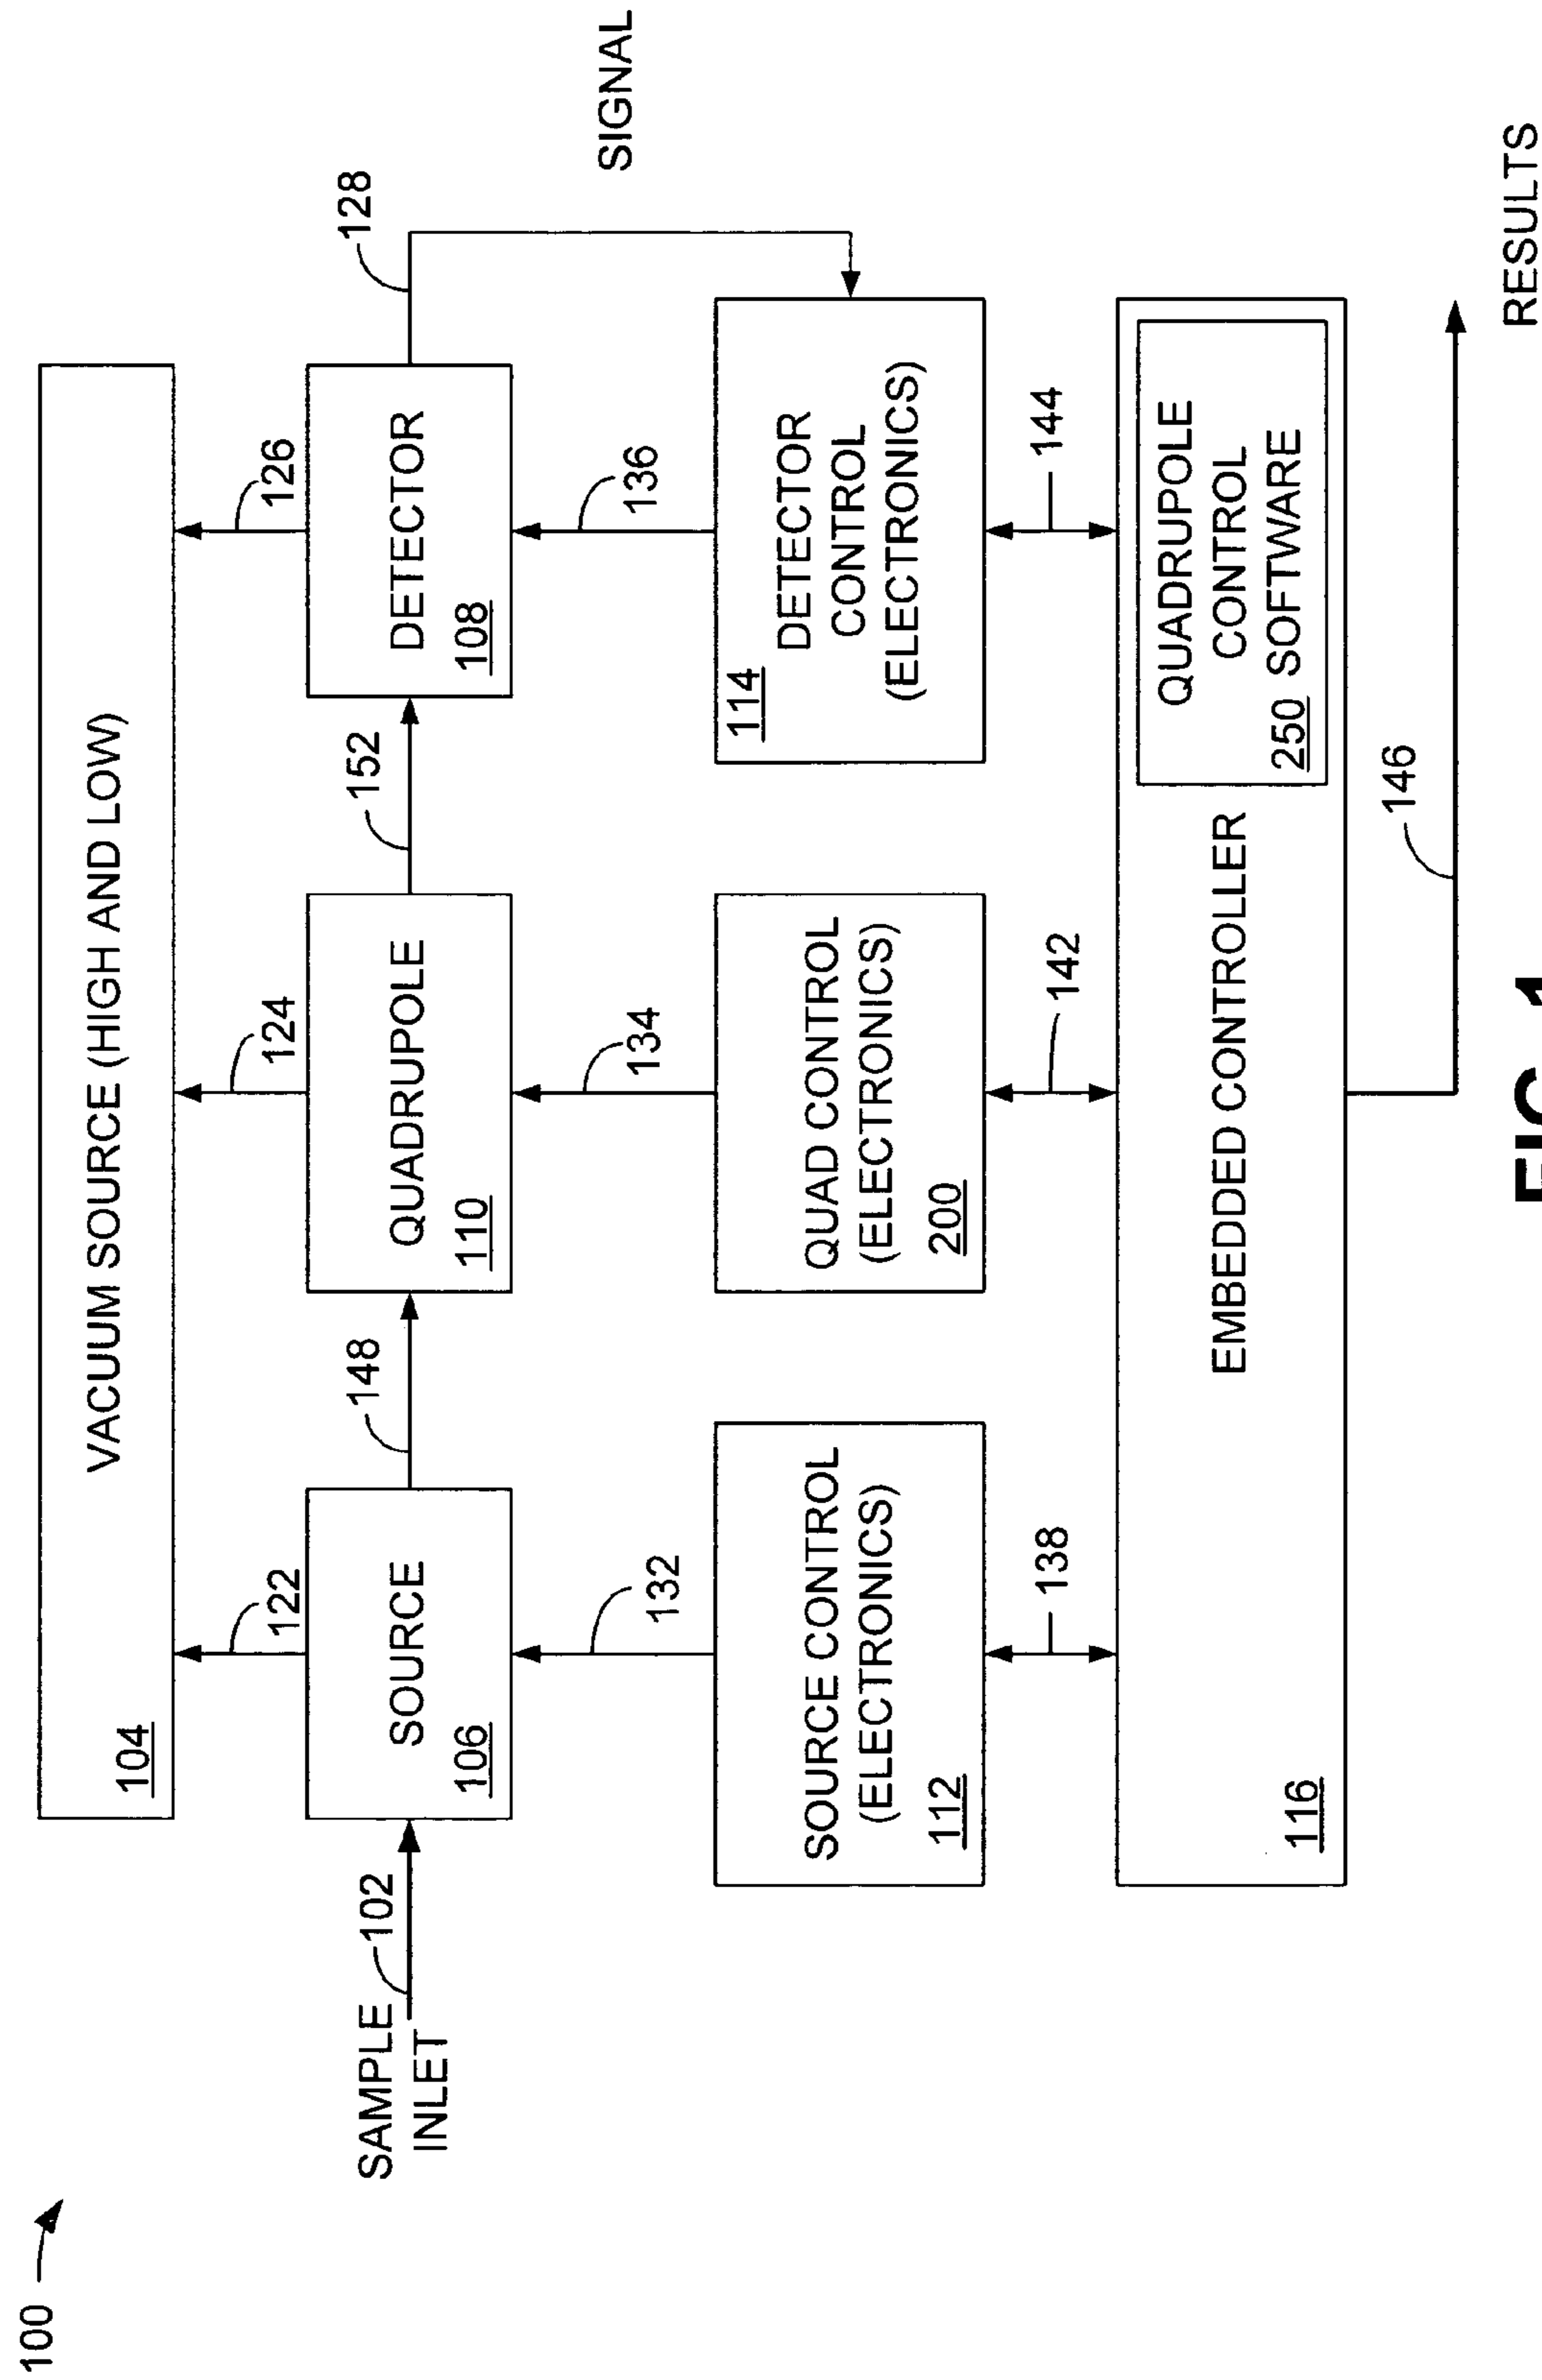 100
VACUUM SOURCE (HIGH AND LOW)
104
122
124
126
SAMPLE
INLET
102
SOURCE
106
148
QUADRUPOLE
110
152
DETECTOR
108
128
SIGNAL
132
134
136
SOURCE CONTROL
(ELECTRONICS)
112
QUAD CONTROL
(ELECTRONICS)
200
DETECTOR
CONTROL
(ELECTRONICS)
114
138
142
144
EMBEDDED CONTROLLER
116
QUADRUPOLE
CONTROL
250 SOFTWARE
146
RESULTS